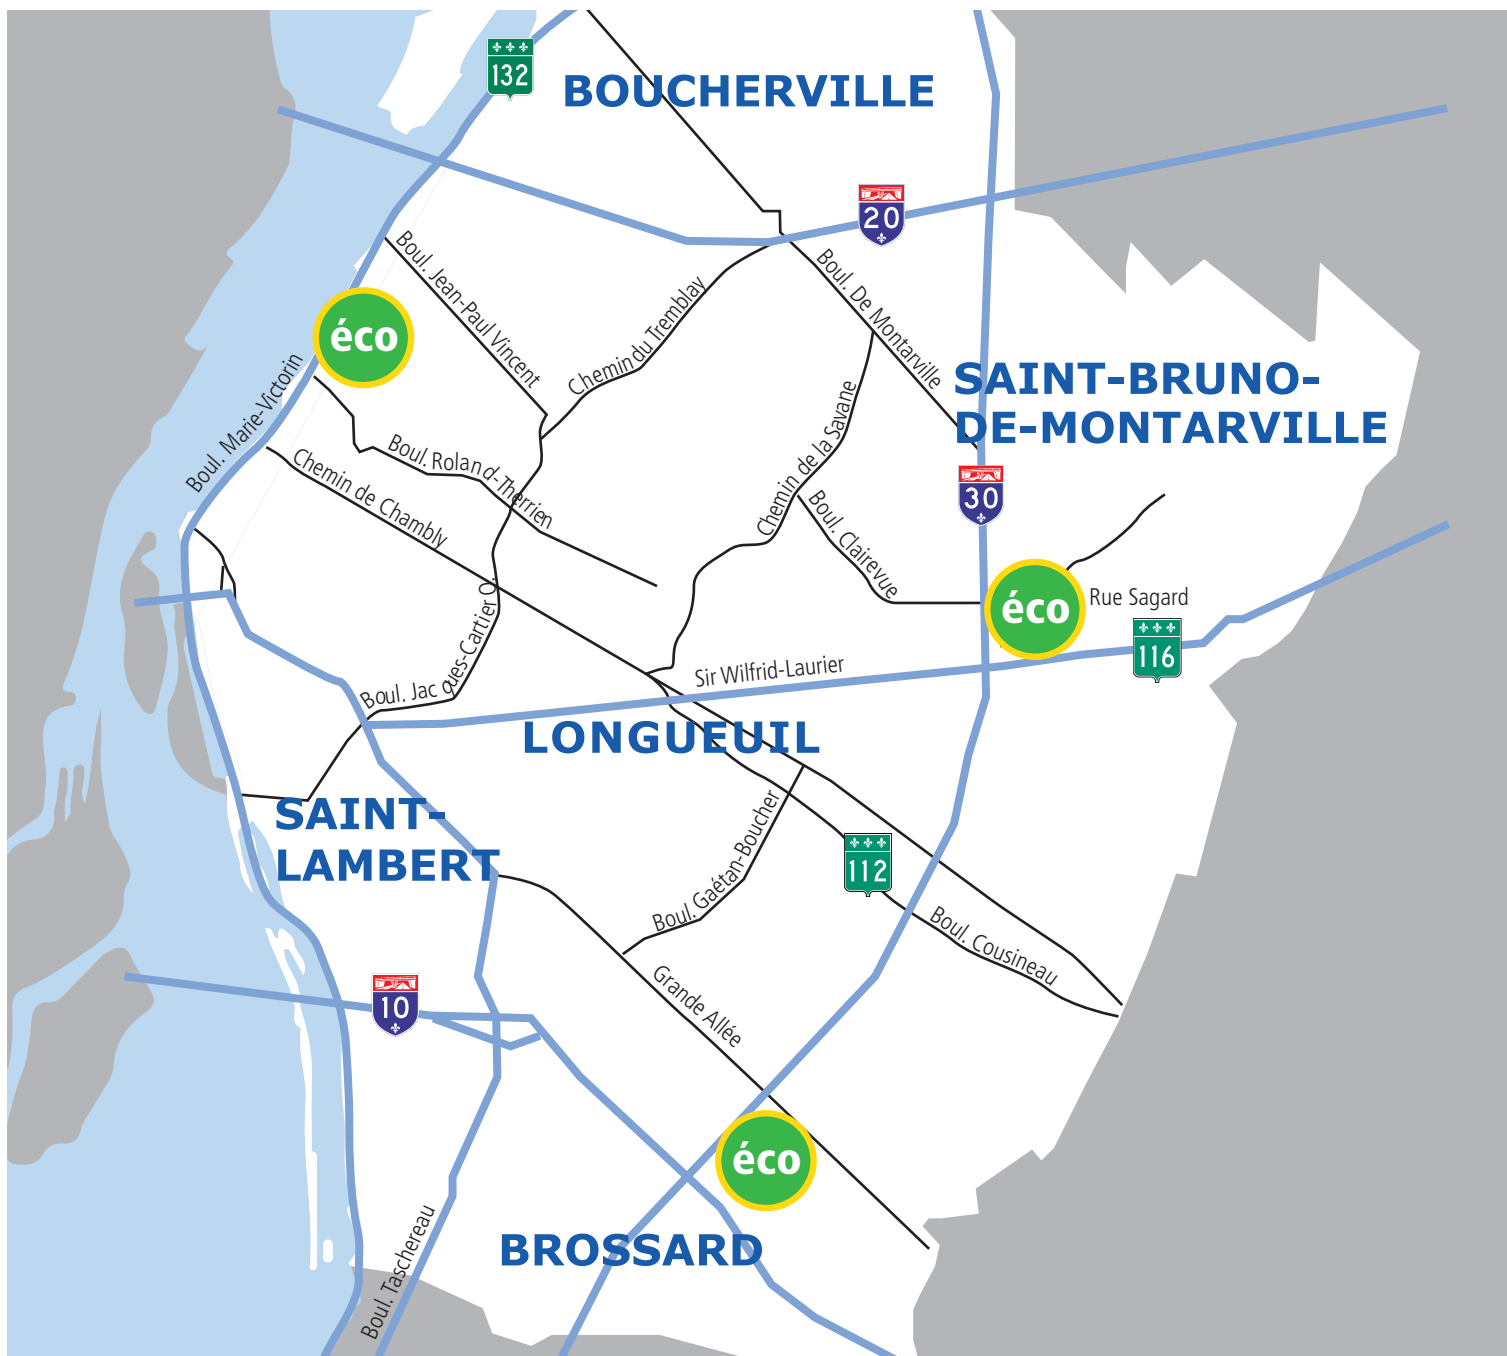 132
BOUCHERVILLE
20
Boul. Jean-Paul Vincent
Chemin du Tremblay
Boul. De Montarville
éco
Boul. Marie-Victorin
SAINT-BRUNO-
DE-MONTARVILLE
Boul. Roland-Therrien
Chemin de Chambly
Chemin de la Savane
Boul. Clairevue
30
éco
Rue Sagard
116
Boul. Jacques-Cartier O.
Sir Wilfrid-Laurier
LONGUEUIL
SAINT-
LAMBERT
Boul. Gaétan-Boucher
112
Boul. Cousineau
10
Grande Allée
éco
BROSSARD
Boul. Taschereau